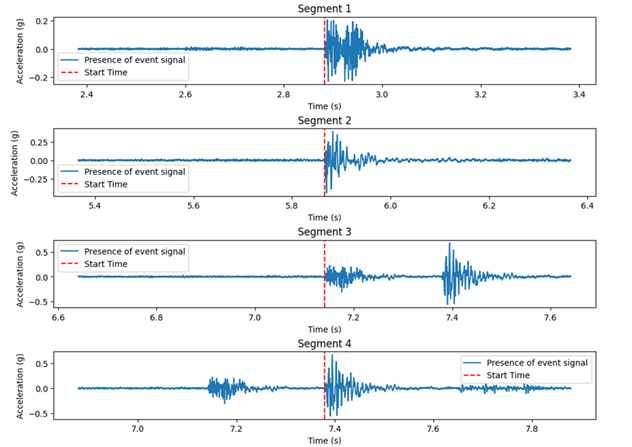 Segment 1
Acceleration (g)
0.2
0.0
−0.2
Presence of event signal
Start Time
2.4 2.6 2.8 3.0 3.2 3.4
Time (s)
Segment 2
Acceleration (g)
0.25
0.00
−0.25
Presence of event signal
Start Time
5.4 5.6 5.8 6.0 6.2 6.4
Time (s)
Segment 3
Acceleration (g)
0.5
0.0
−0.5
Presence of event signal
Start Time
6.6 6.8 7.0 7.2 7.4 7.6
Time (s)
Segment 4
Acceleration (g)
0.5
0.0
−0.5
Presence of event signal
Start Time
7.0 7.2 7.4 7.6 7.8
Time (s)